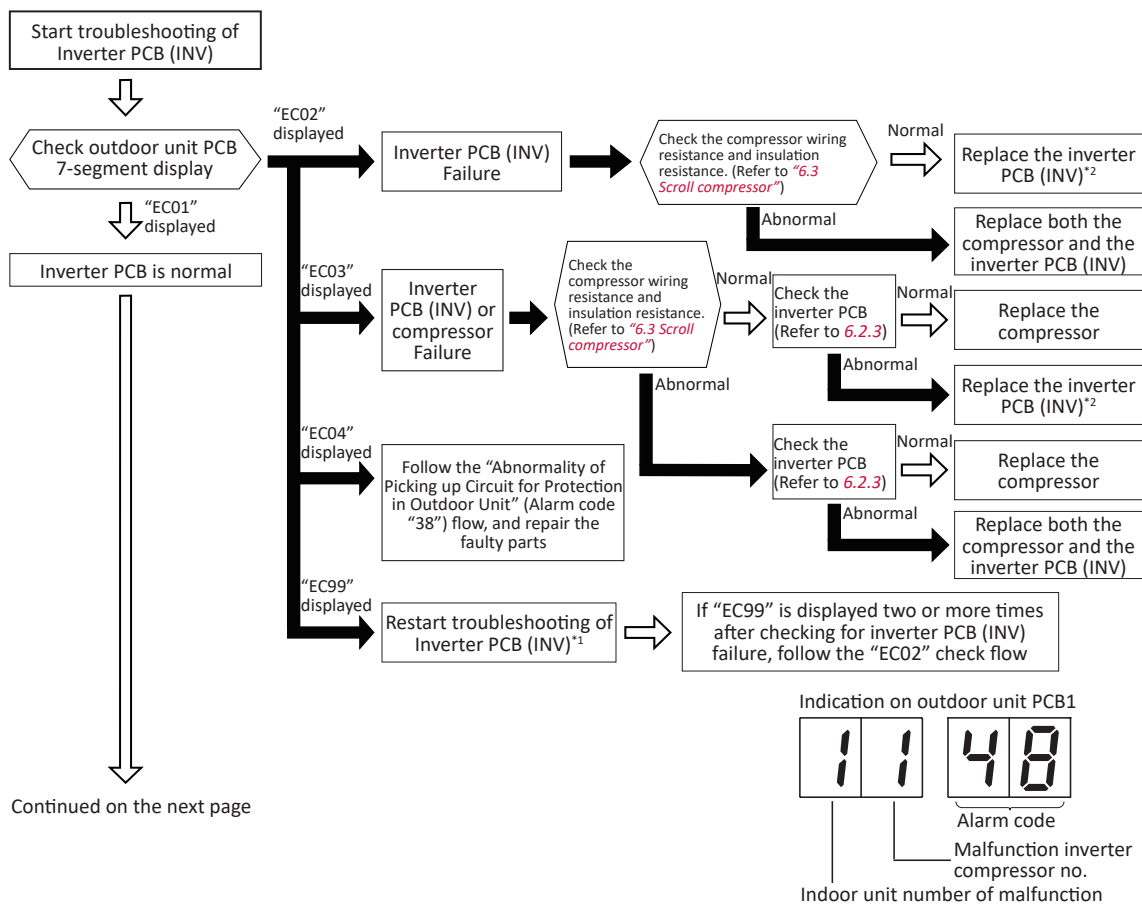 Start troubleshooting of
Inverter PCB (INV)
Check outdoor unit PCB
7-segment display
"EC01"
displayed
Inverter PCB is normal
Continued on the next page
“EC02”
displayed
Inverter PCB (INV)
Failure
Check the compressor wiring
resistance and insulation
resistance. (Refer to “6.3
Scroll compressor”)
Normal
Replace the inverter
PCB (INV)*2
Abnormal
Replace both the
compressor and the
inverter PCB (INV)
“EC03”
displayed
Inverter
PCB (INV) or
compressor
Failure
Check the
compressor wiring
resistance and
insulation resistance.
(Refer to “6.3 Scroll
compressor”)
Normal
Check the
inverter PCB
(Refer to 6.2.3)
Normal
Replace the
compressor
Abnormal
Replace the inverter
PCB (INV)*2
Abnormal
Check the
inverter PCB
(Refer to 6.2.3)
Normal
Replace the
compressor
Abnormal
Replace both the
compressor and the
inverter PCB (INV)
“EC04”
displayed
Follow the “Abnormality of
Picking up Circuit for Protection
in Outdoor Unit” (Alarm code
“38”) flow, and repair the
faulty parts
“EC99”
displayed
Restart troubleshooting of
Inverter PCB (INV)*1
If “EC99” is displayed two or more times
after checking for inverter PCB (INV)
failure, follow the “EC02” check flow
Indication on outdoor unit PCB1
1 1 4 8
Alarm code
Malfunction inverter
compressor no.
Indoor unit number of malfunction